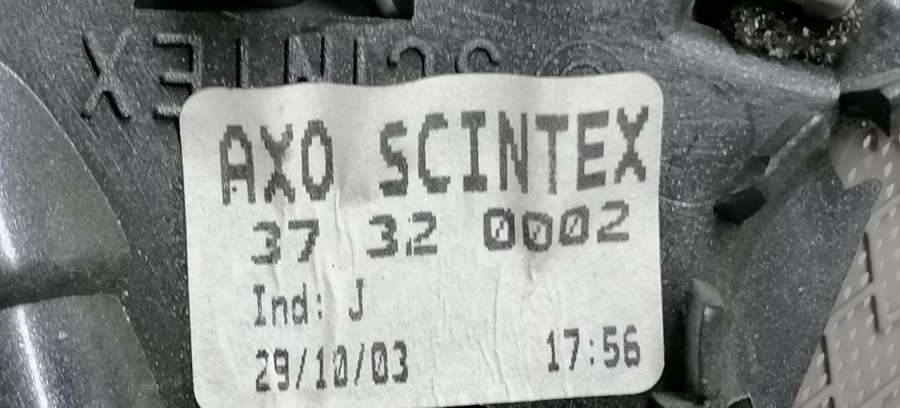 SCINTEX
AXO SCINTEX
37 32 0002
Ind: J
29/10/03 17:56